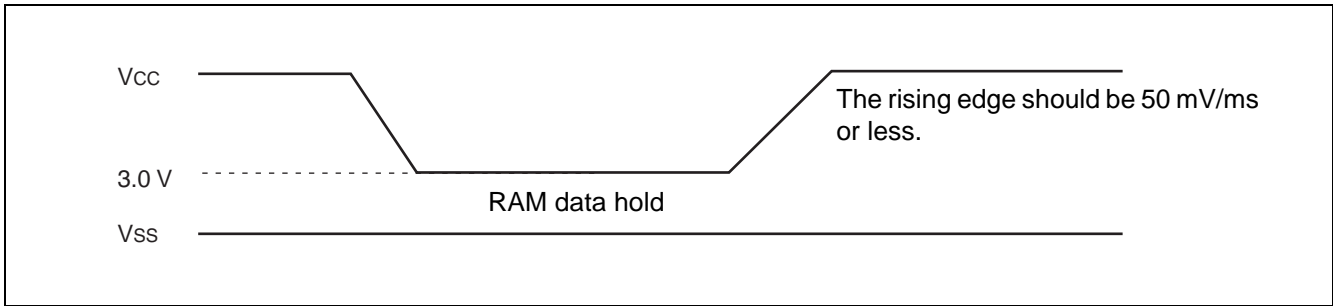 Vcc
The rising edge should be 50 mV/ms
or less.
3.0 V
RAM data hold
Vss